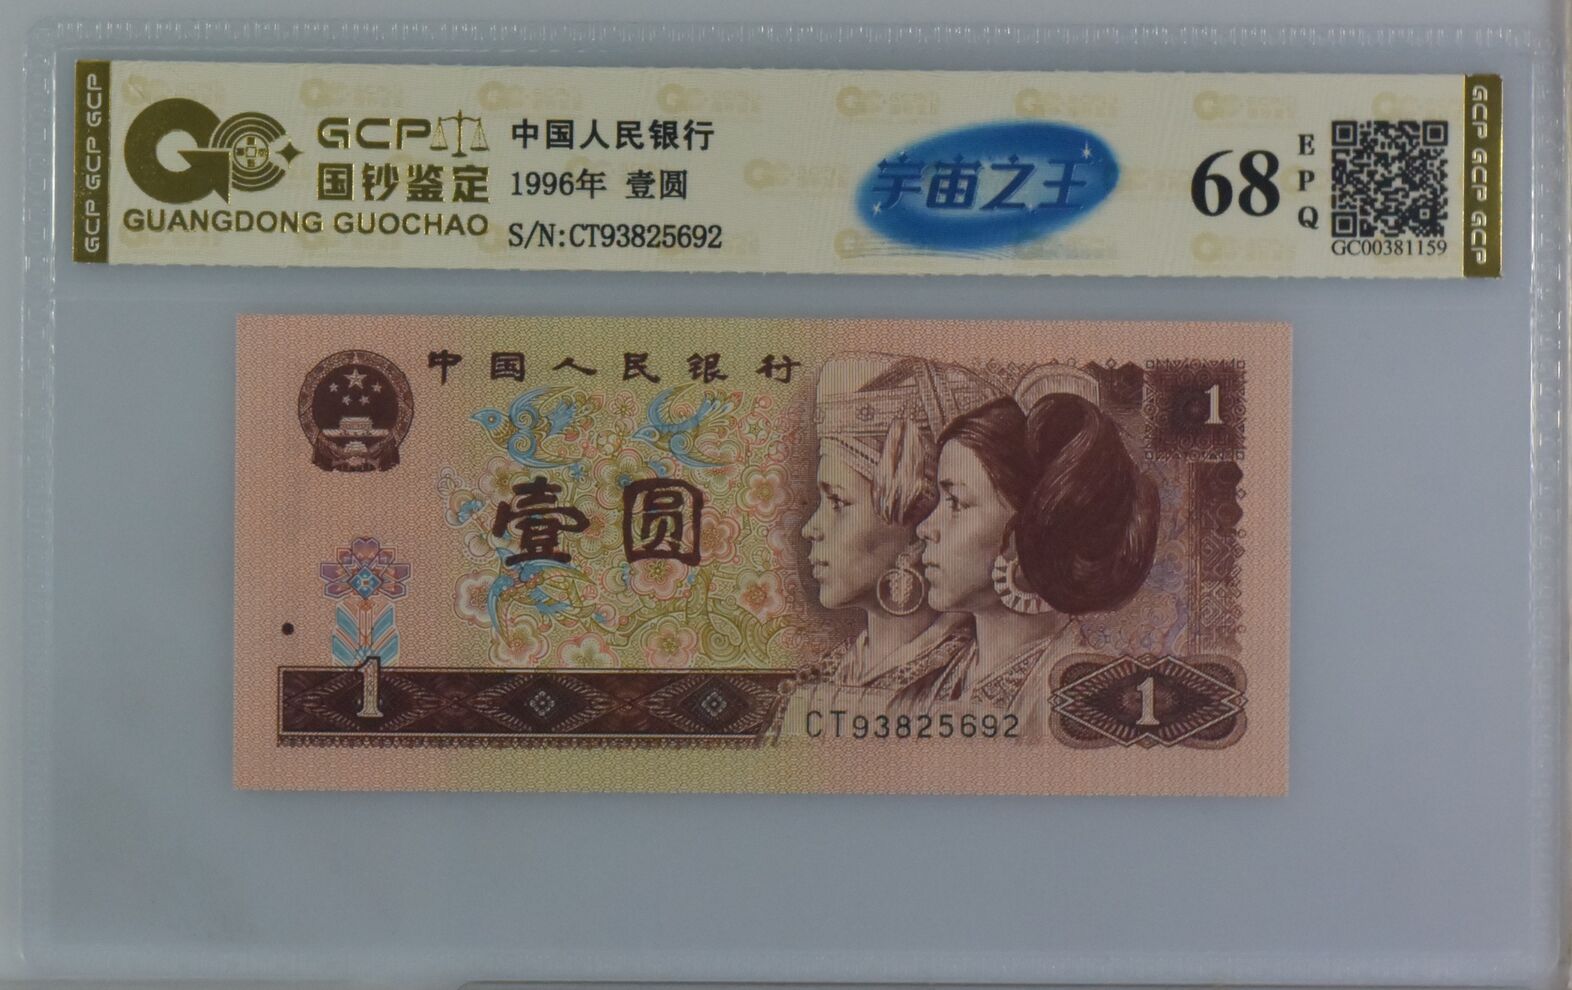 GCP GCP GCP
GCP
国钞鉴定
GUANGDONG GUOCHAO
中国人民银行
1996年 壹圆
S/N:CT93825692
宇宙之王
68
EPQ
GC00381159
GCP GCP GCP
中国人民银行
1
壹圆
1
CT93825692
1